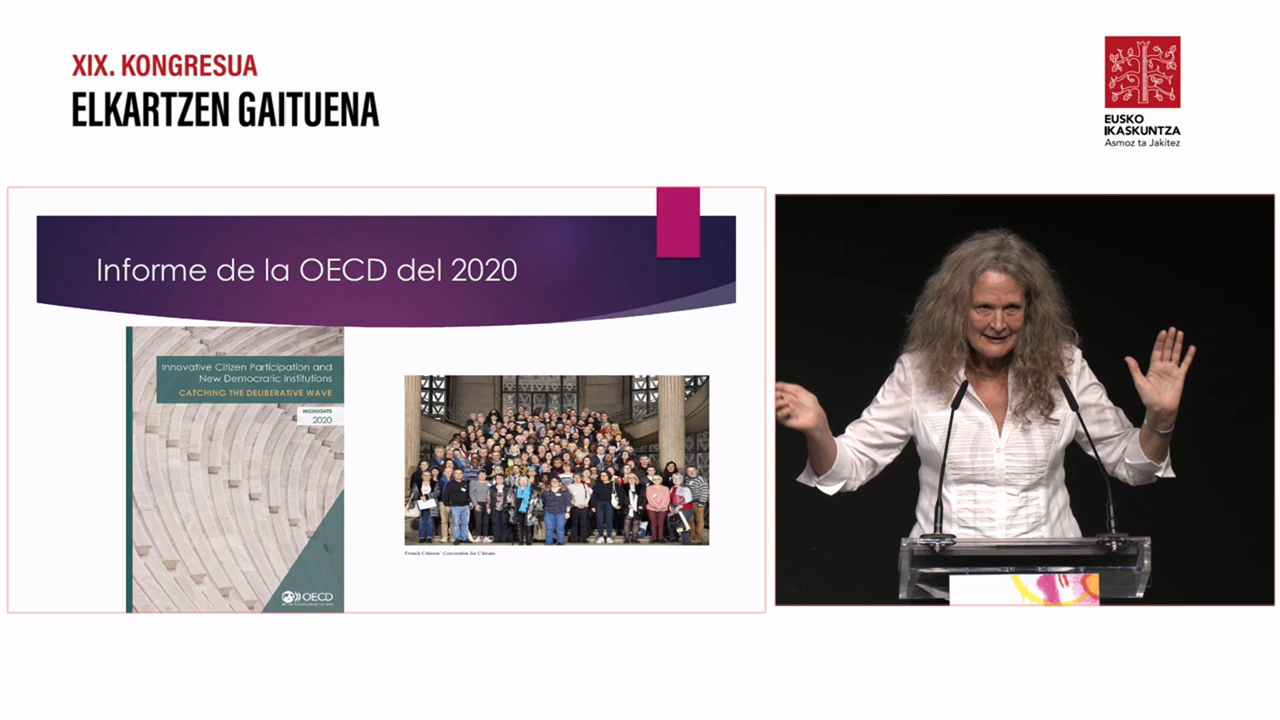 XIX. KONGRESUA
ELKARTZEN GAITUENA
EUSKO
IKASKUNTZA
Asmoz ta Jakitez
Informe de la OECD del 2020
Innovative Citizen Participation and
New Democratic Institutions
CATCHING THE DELIBERATIVE WAVE
HIGHLIGHTS
2020
OECD
French Citizens' Convention for Climate